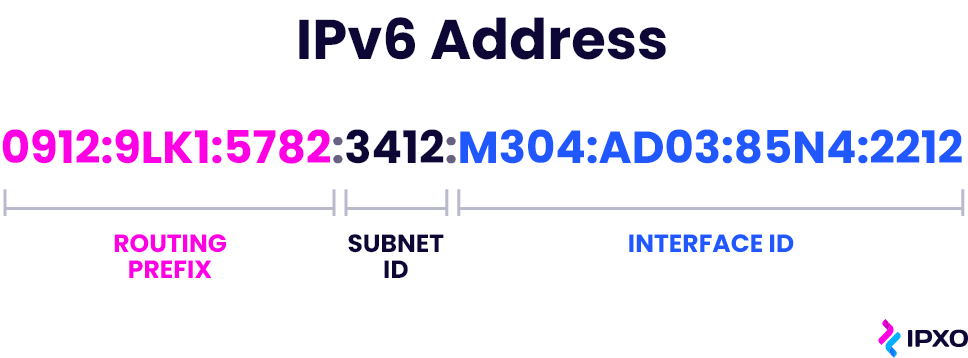 IPv6 Address
0912:9LK1:5782:3412:M304:AD03:85N4:2212
ROUTING
PREFIX
SUBNET
ID
INTERFACE ID
IPXO